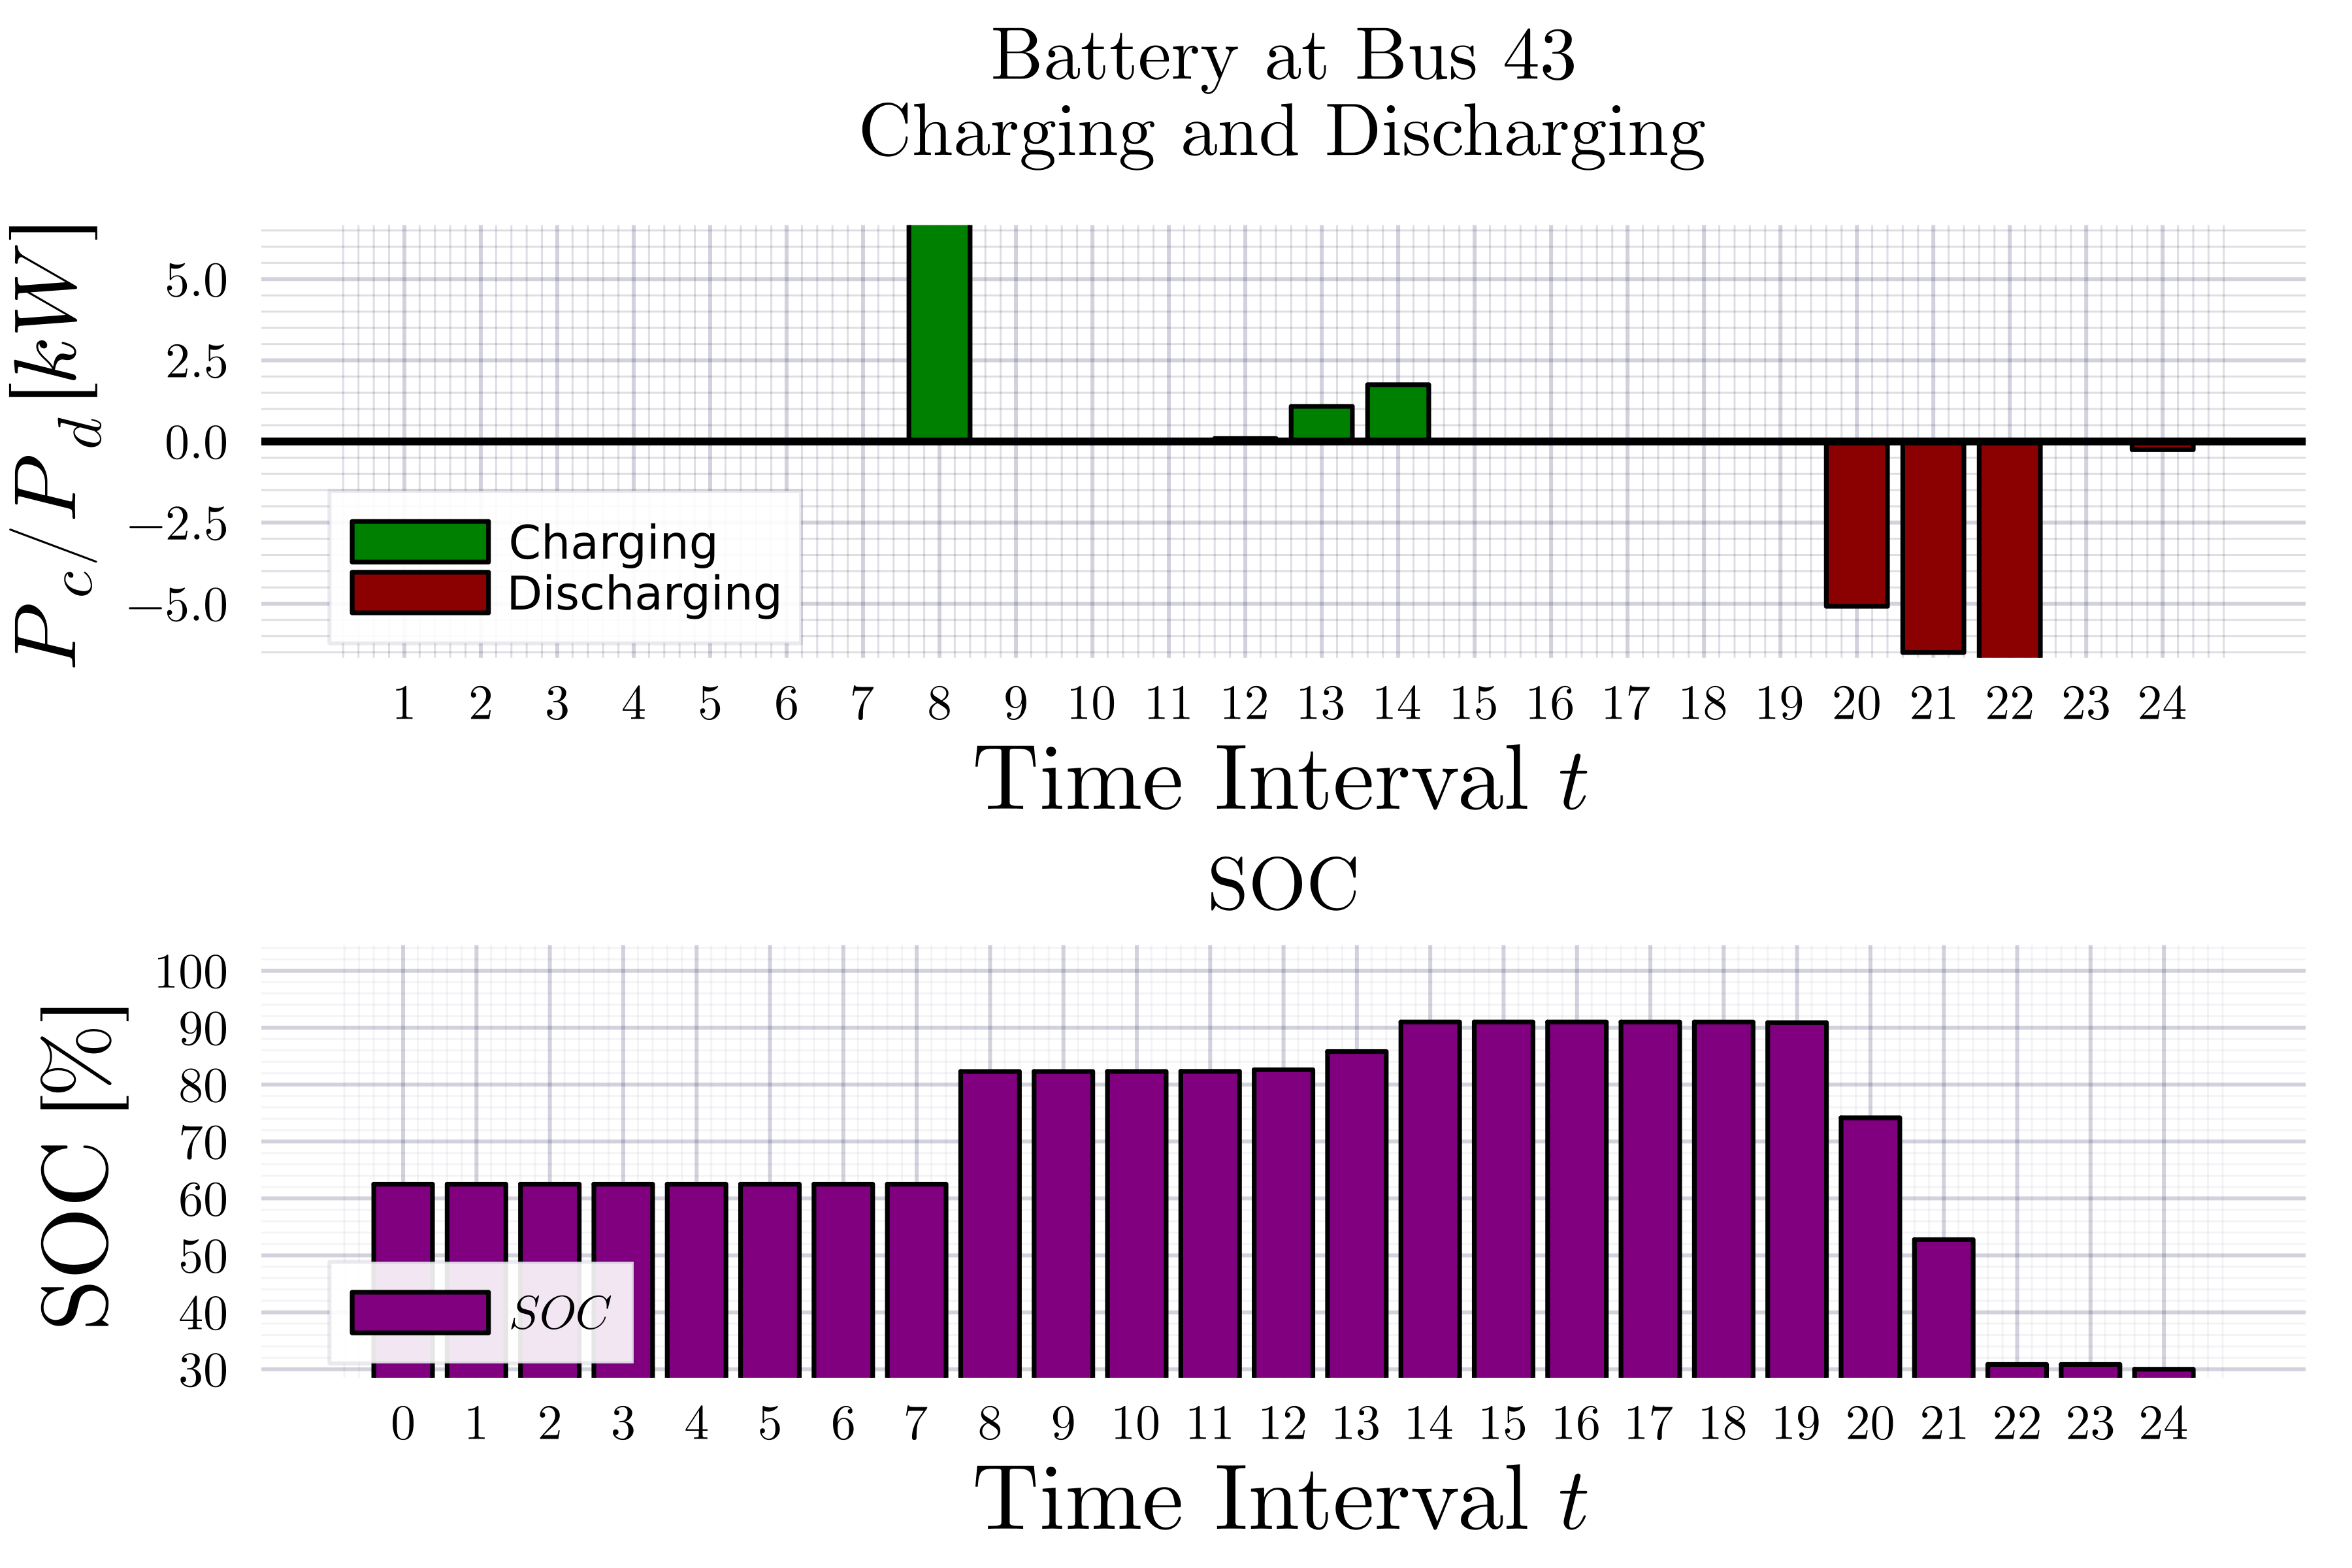 Battery at Bus 43
Charging and Discharging
P_c/P_d [kW]
5.0
2.5
0.0
−2.5
−5.0
Charging
Discharging
1 2 3 4 5 6 7 8 9 10 11 12 13 14 15 16 17 18 19 20 21 22 23 24
Time Interval t
SOC
SOC [%]
100
90
80
70
60
50
40
30
SOC
0 1 2 3 4 5 6 7 8 9 10 11 12 13 14 15 16 17 18 19 20 21 22 23 24
Time Interval t